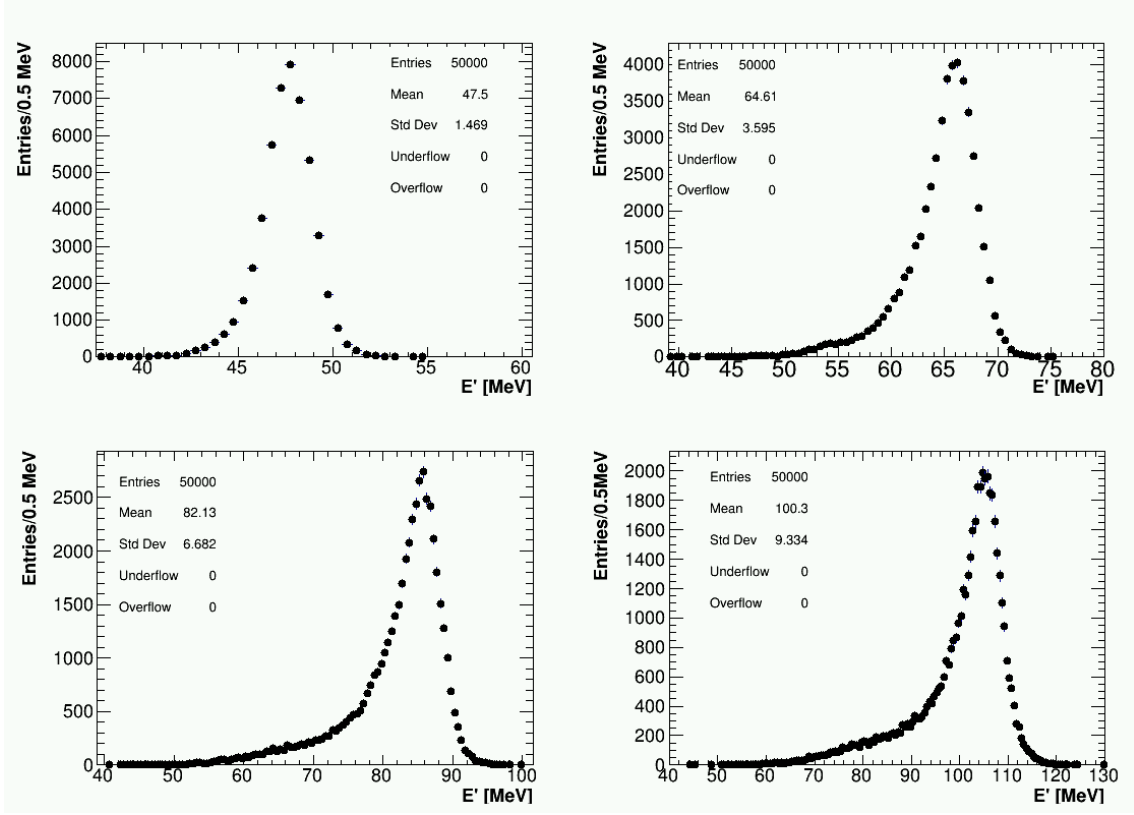 Entries/0.5 MeV
8000
7000
6000
5000
4000
3000
2000
1000
0
Entries 50000
Mean 47.5
Std Dev 1.469
Underflow 0
Overflow 0
40 45 50 55 60
E' [MeV]
Entries/0.5 MeV
4000
3500
3000
2500
2000
1500
1000
500
0
Entries 50000
Mean 64.61
Std Dev 3.595
Underflow 0
Overflow 0
40 45 50 55 60 65 70 75 80
E' [MeV]
Entries/0.5 MeV
2500
2000
1500
1000
500
0
Entries 50000
Mean 82.13
Std Dev 6.682
Underflow 0
Overflow 0
40 50 60 70 80 90 100
E' [MeV]
Entries/0.5MeV
2000
1800
1600
1400
1200
1000
800
600
400
200
0
Entries 50000
Mean 100.3
Std Dev 9.334
Underflow 0
Overflow 0
40 50 60 70 80 90 100 110 120 130
E' [MeV]